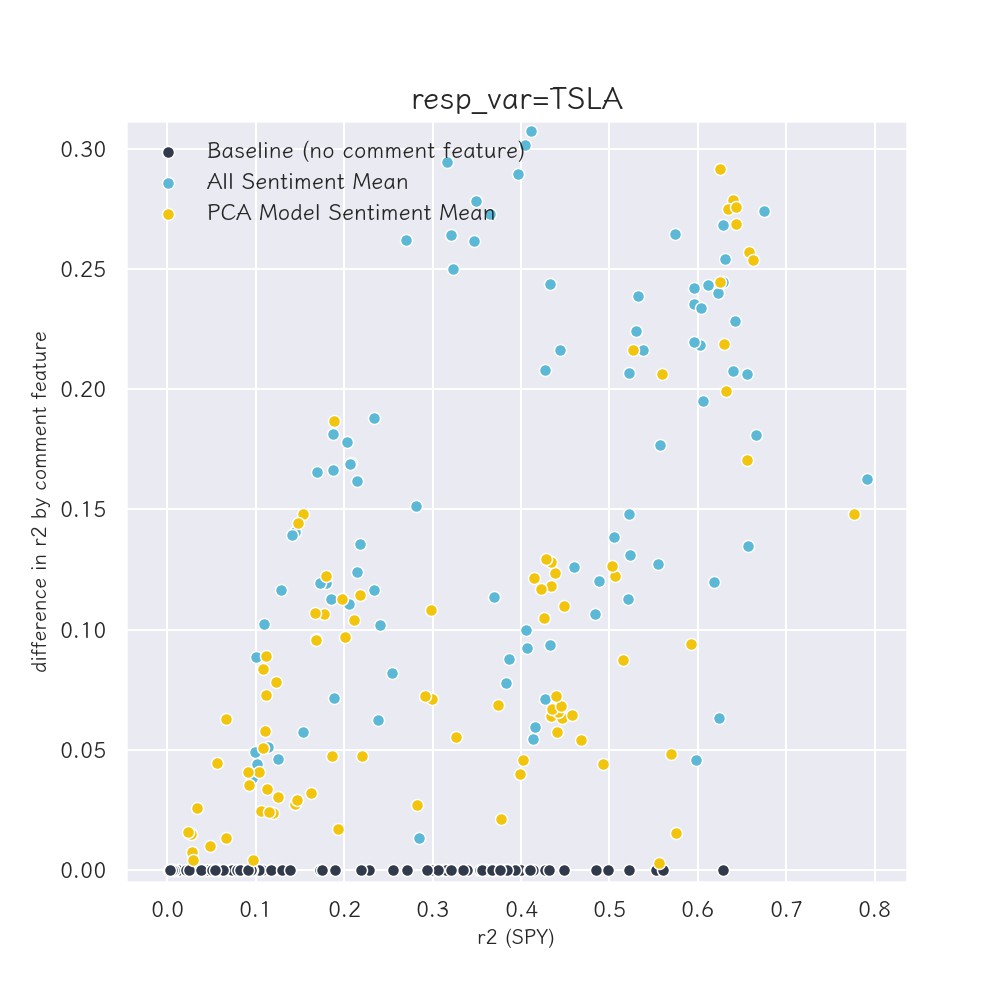 resp_var=TSLA
Baseline (no comment feature)
All Sentiment Mean
PCA Model Sentiment Mean
difference in r2 by comment feature
0.30
0.25
0.20
0.15
0.10
0.05
0.00
0.0 0.1 0.2 0.3 0.4 0.5 0.6 0.7 0.8
r2 (SPY)